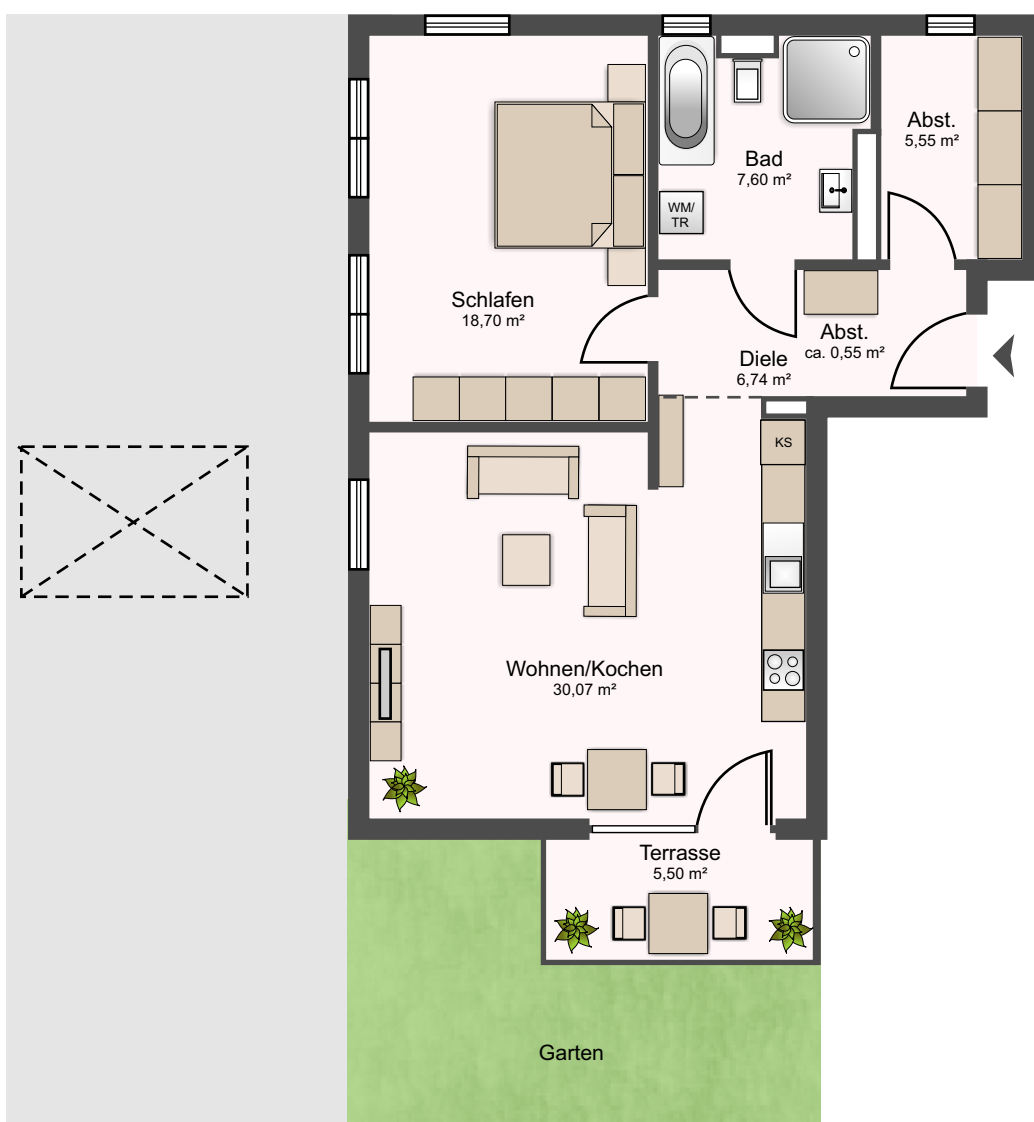 Abst.
5,55 m²
Bad
7,60 m²
WM/
TR
Schlafen
18,70 m²
Abst.
ca. 0,55 m²
Diele
6,74 m²
KS
Wohnen/Kochen
30,07 m²
Terrasse
5,50 m²
Garten